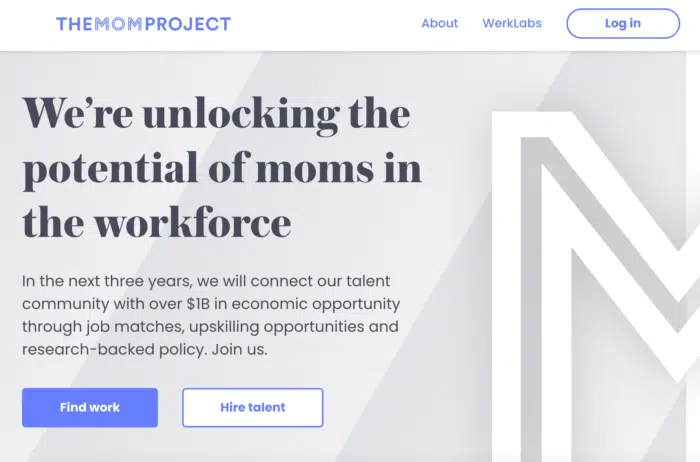 THEMOMPROJECT
About
WerkLabs
Log in
We’re unlocking the
potential of moms in
the workforce
In the next three years, we will connect our talent
community with over $1B in economic opportunity
through job matches, upskilling opportunities and
research-backed policy. Join us.
Find work
Hire talent
M